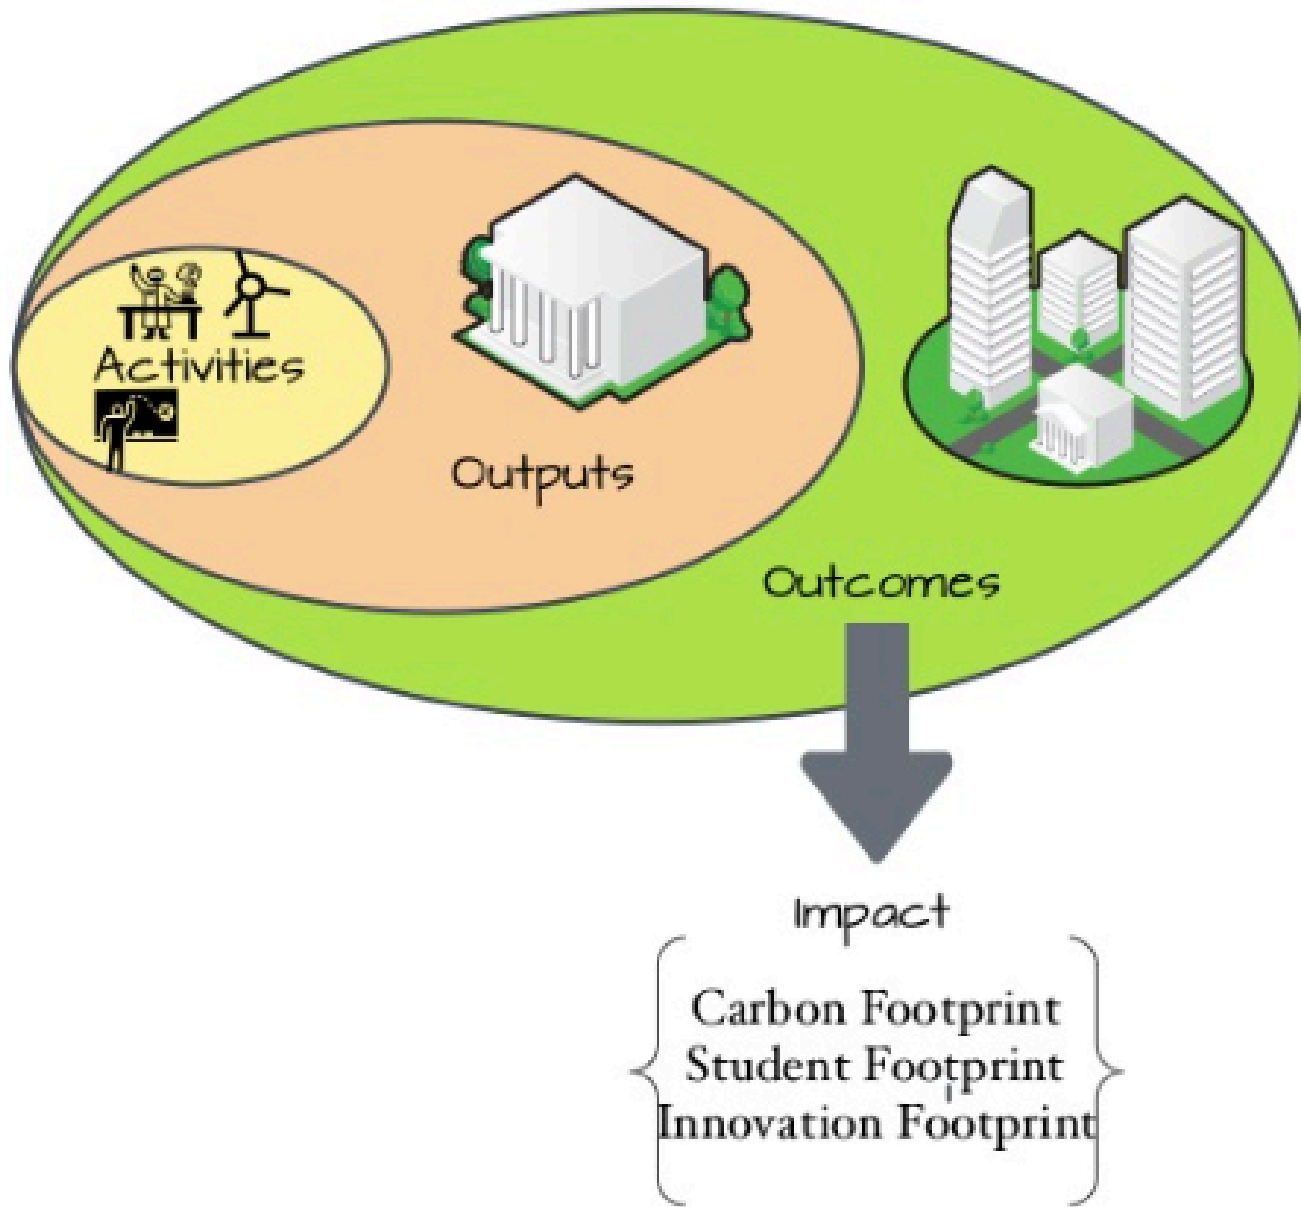 Activities
Outputs
Outcomes
Impact
Carbon Footprint
Student Footprint
Innovation Footprint